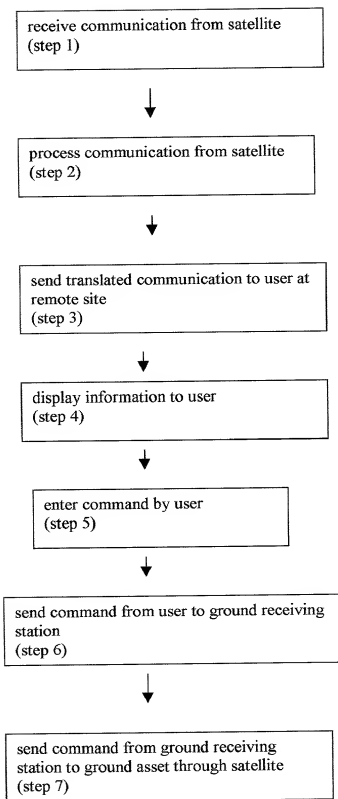 receive communication from satellite
(step 1)
process communication from satellite
(step 2)
send translated communication to user at
remote site
(step 3)
display information to user
(step 4)
enter command by user
(step 5)
send command from user to ground receiving
station
(step 6)
send command from ground receiving
station to ground asset through satellite
(step 7)